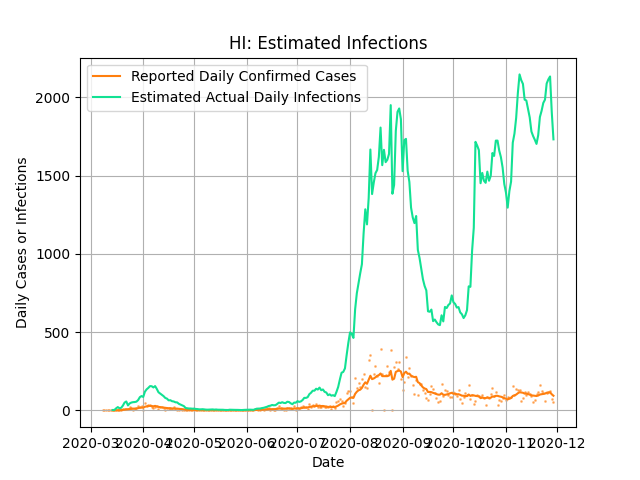 HI: Estimated Infections
Reported Daily Confirmed Cases
Estimated Actual Daily Infections
Daily Cases or Infections
2000
1500
1000
500
0
2020-03 2020-04 2020-05 2020-06 2020-07 2020-08 2020-09 2020-10 2020-11 2020-12
Date